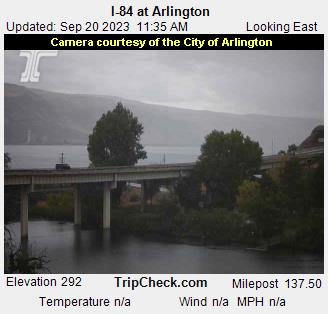 I-84 at Arlington
Updated: Sep 20 2023 11:35 AM Looking East
Camera courtesy of the City of Arlington
Elevation 292 TripCheck.com Milepost 137.50
Temperature n/a Wind n/a MPH n/a